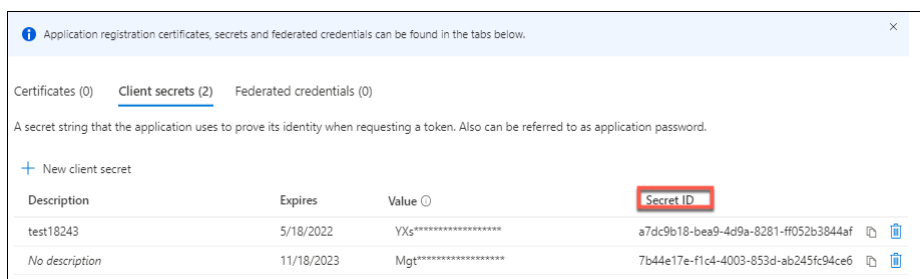 Application registration certificates, secrets and federated credentials can be found in the tabs below.
Certificates (0) Client secrets (2) Federated credentials (0)
A secret string that the application uses to prove its identity when requesting a token. Also can be referred to as application password.
+ New client secret
Description Expires Value Secret ID
test18243 5/18/2022 YXs****************** a7dc9b18-bea9-4d9a-8281-ff052b3844af
No description 11/18/2023 Mgt****************** 7b44e17e-f1c4-4003-853d-ab245fc94ce6